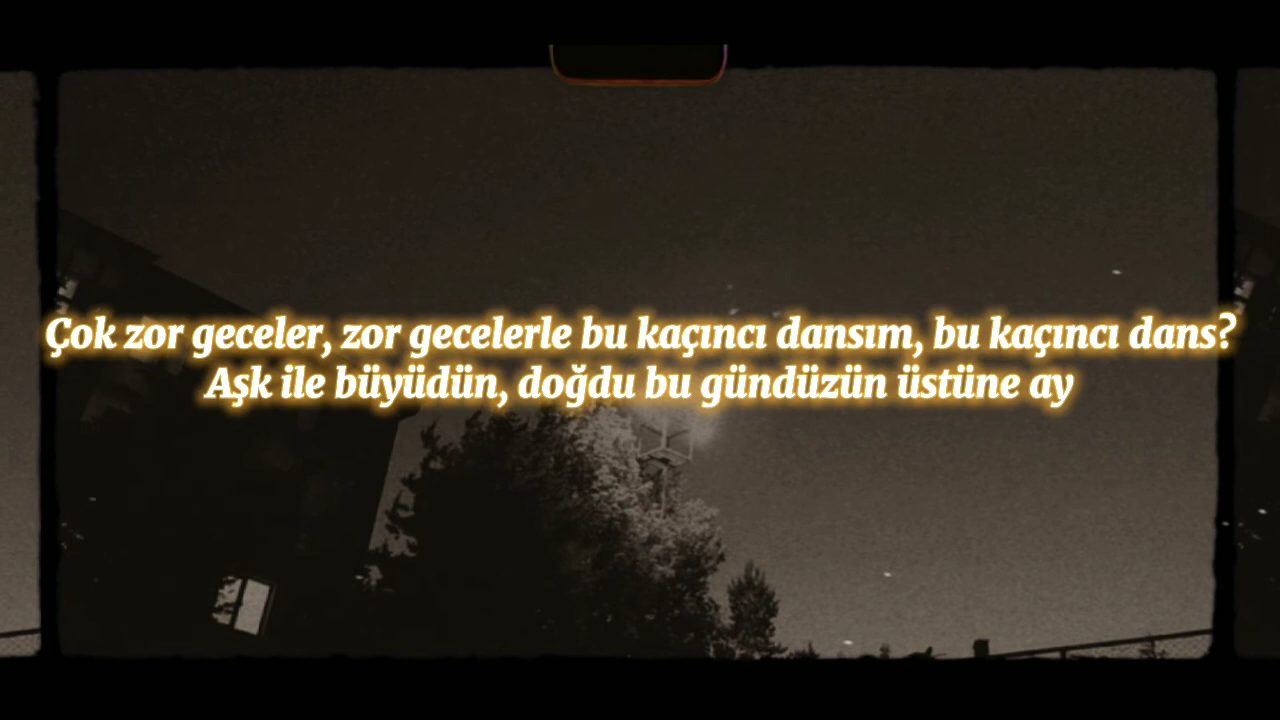 Çok zor geceler, zor gecelerle bu kaçıncı dansım, bu kaçıncı dans?
Aşk ile büyüdün, doğdu bu gündüzün üstüne ay